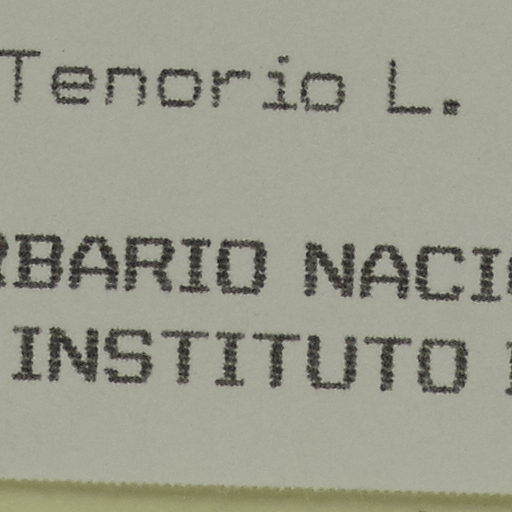 Tenorio L.
RBARIO NACI
INSTITUTO